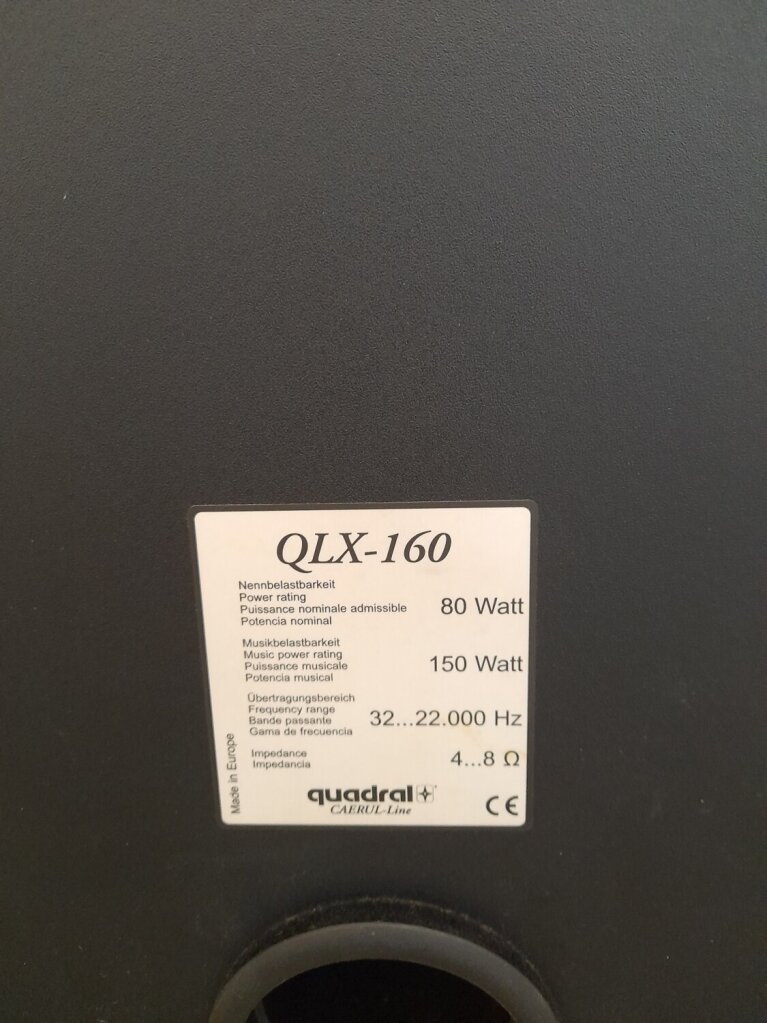 QLX-160
Nennbelastbarkeit
Power rating
Puissance nominale admissible 80 Watt
Potencia nominal
Musikbelastbarkeit
Music power rating
Puissance musicale 150 Watt
Potencia musical
Übertragungsbereich
Frequency range
Bande passante 32...22.000 Hz
Gama de frecuencia
Impedance
Impedancia 4...8 Ω
Made in Europe
quadral
CAERUL-Line
CE